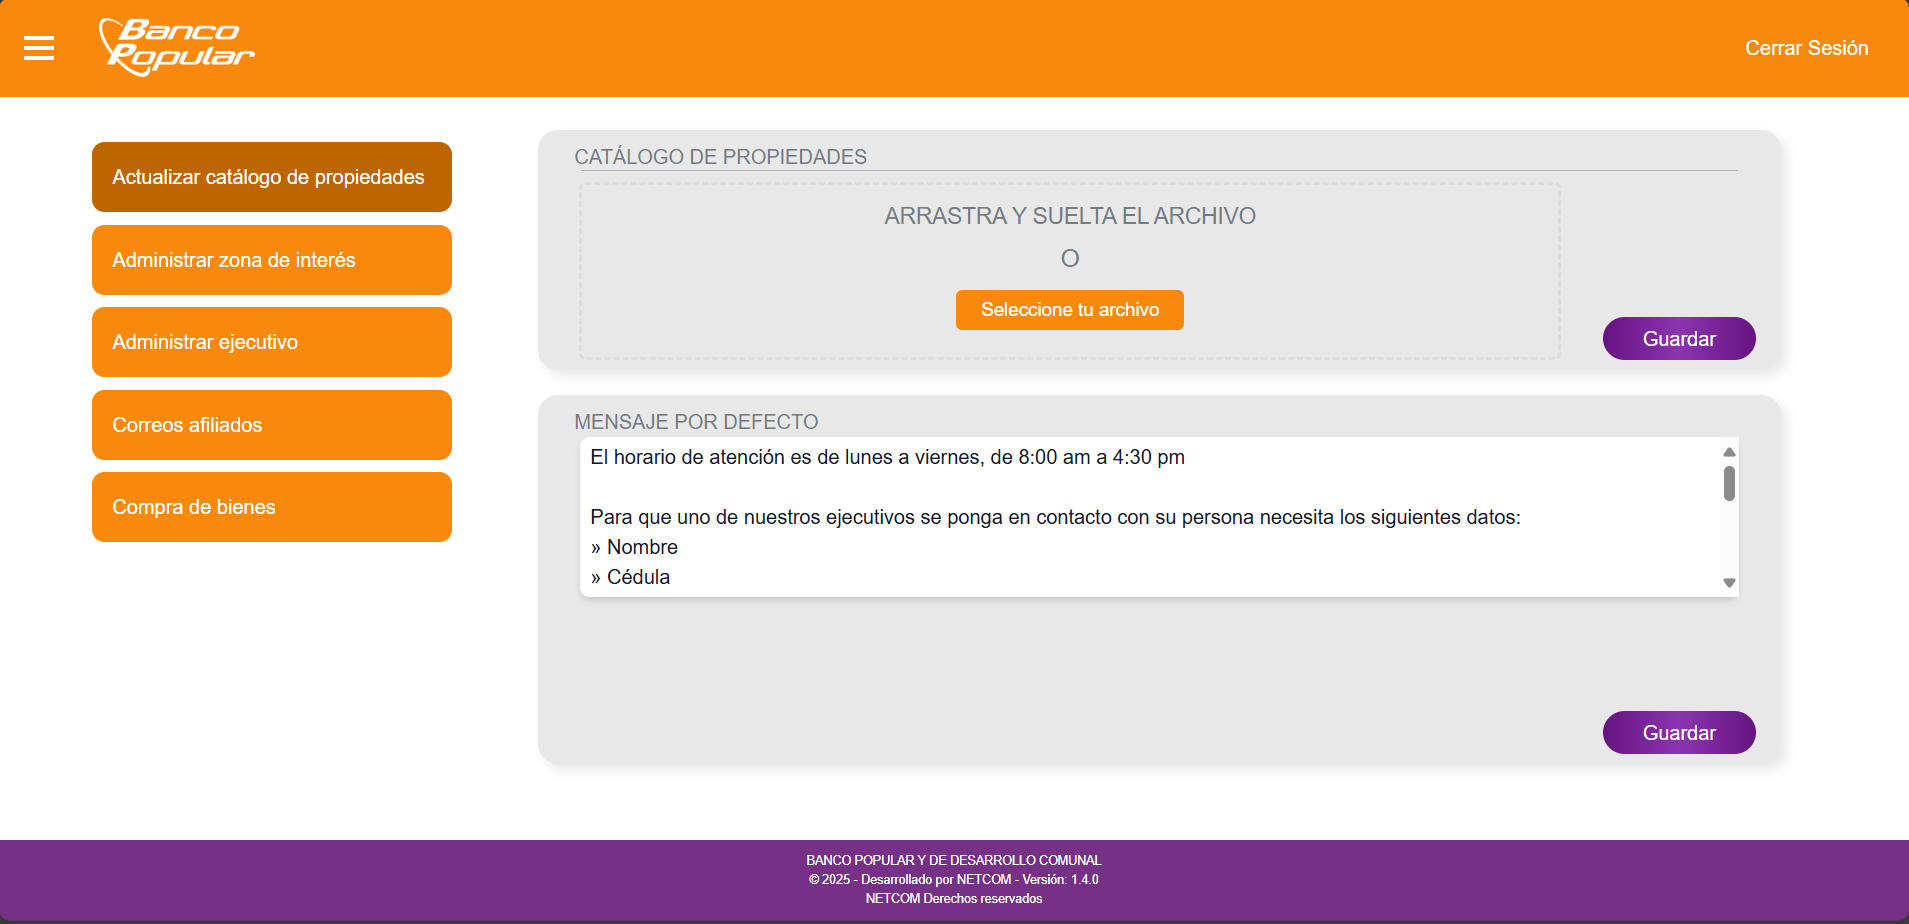 Banco
Popular
Cerrar Sesión
Actualizar catálogo de propiedades
Administrar zona de interés
Administrar ejecutivo
Correos afiliados
Compra de bienes
CATÁLOGO DE PROPIEDADES
ARRASTRA Y SUELTA EL ARCHIVO
O
Seleccione tu archivo
Guardar
MENSAJE POR DEFECTO
El horario de atención es de lunes a viernes, de 8:00 am a 4:30 pm
Para que uno de nuestros ejecutivos se ponga en contacto con su persona necesita los siguientes datos:
» Nombre
» Cédula
Guardar
BANCO POPULAR Y DE DESARROLLO COMUNAL
© 2025 - Desarrollado por NETCOM - Versión: 1.4.0
NETCOM Derechos reservados